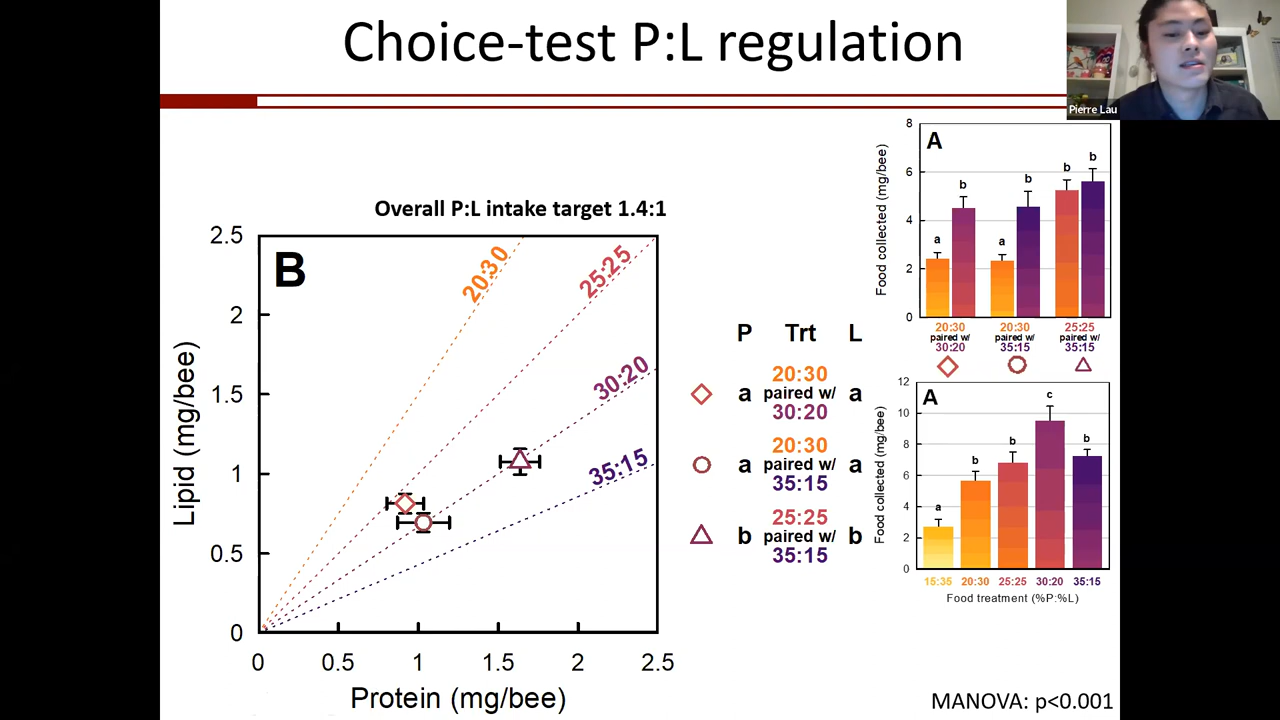 Choice-test P:L regulation
Pierre Lau
Overall P:L intake target 1.4:1
B
20:30
25:25
30:20
35:15
2.5
2
1.5
1
0.5
0
Lipid (mg/bee)
0 0.5 1 1.5 2 2.5
Protein (mg/bee)
P Trt L
20:30
a paired w/ a
30:20
20:30
a paired w/ a
35:15
25:25
b paired w/ b
35:15
A
8
6
4
2
0
Food collected (mg/bee)
a b a b b b
20:30 20:30 25:25
paired w/ paired w/ paired w/
30:20 35:15 35:15
A
12
10
8
6
4
2
0
Food collected (mg/bee)
a b b c b
15:35 20:30 25:25 30:20 35:15
Food treatment (%P:%L)
MANOVA: p<0.001